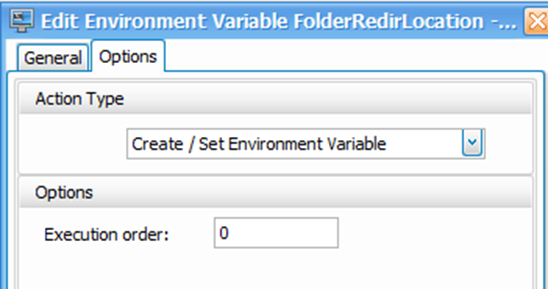 Edit Environment Variable FolderRedirLocation -...
General Options
Action Type
Create / Set Environment Variable
Options
Execution order: 0